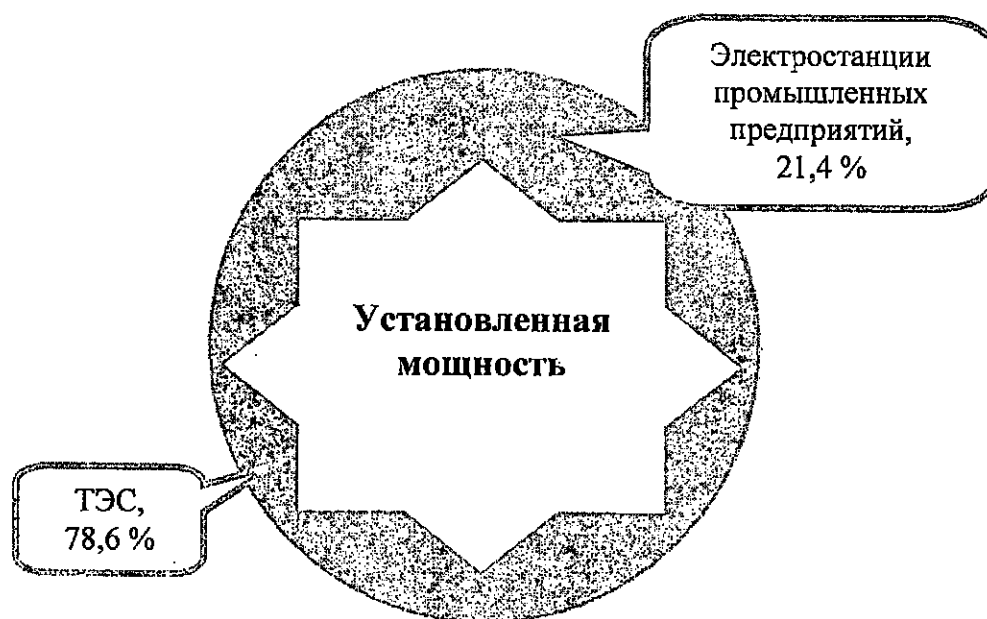 Электростанции
промышленных
предприятий,
21,4 %
Установленная
мощность
ТЭС,
78,6 %